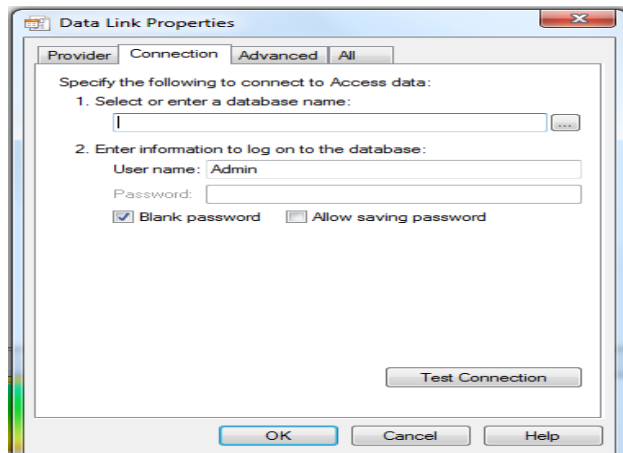 Data Link Properties
Provider Connection Advanced All
Specify the following to connect to Access data:
1. Select or enter a database name:
...
2. Enter information to log on to the database:
User name: Admin
Password:
Blank password Allow saving password
Test Connection
OK Cancel Help